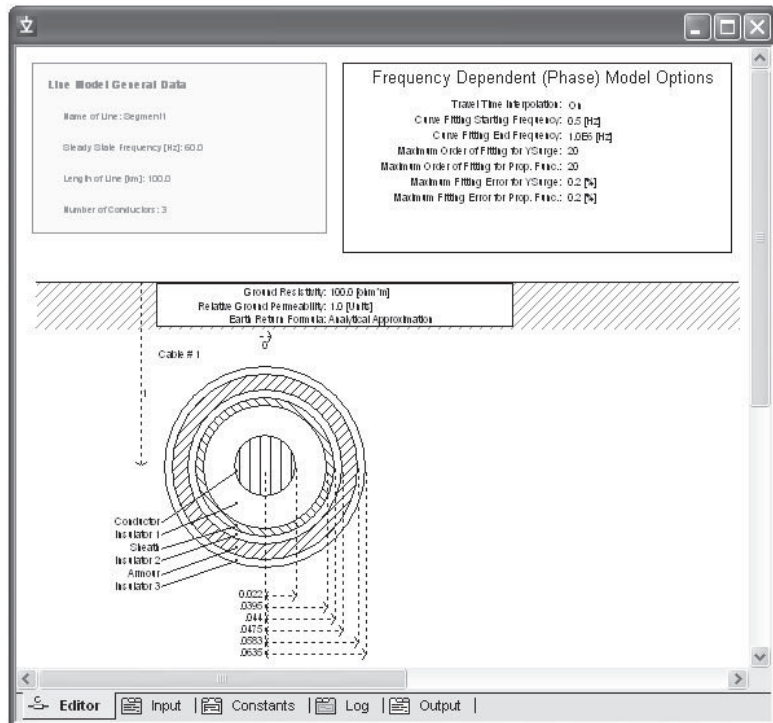 Line Model General Data
Name of Line: Segment1
Steady State Frequency [Hz]: 60.0
Length of Line [km]: 100.0
Number of Conductors: 3
Frequency Dependent (Phase) Model Options
Travel Time Interpolation: On
Curve Fitting Starting Frequency: 0.5 [Hz]
Curve Fitting End Frequency: 1.0E6 [Hz]
Maximum Order of Fitting for YSurge: 20
Maximum Order of Fitting for Prop. Func.: 20
Maximum Fitting Error for YSurge: 0.2 [%]
Maximum Fitting Error for Prop. Func.: 0.2 [%]
Ground Resistivity: 100.0 [ohm*m]
Relative Ground Permeability: 1.0 [Units]
Earth Return Formula: Analytical Approximation
0
Cable # 1
1
Conductor
Insulator 1
Sheath
Insulator 2
Armour
Insulator 3
0.022
.0395
.044
.0475
.0583
.0635
Editor Input Constants Log Output